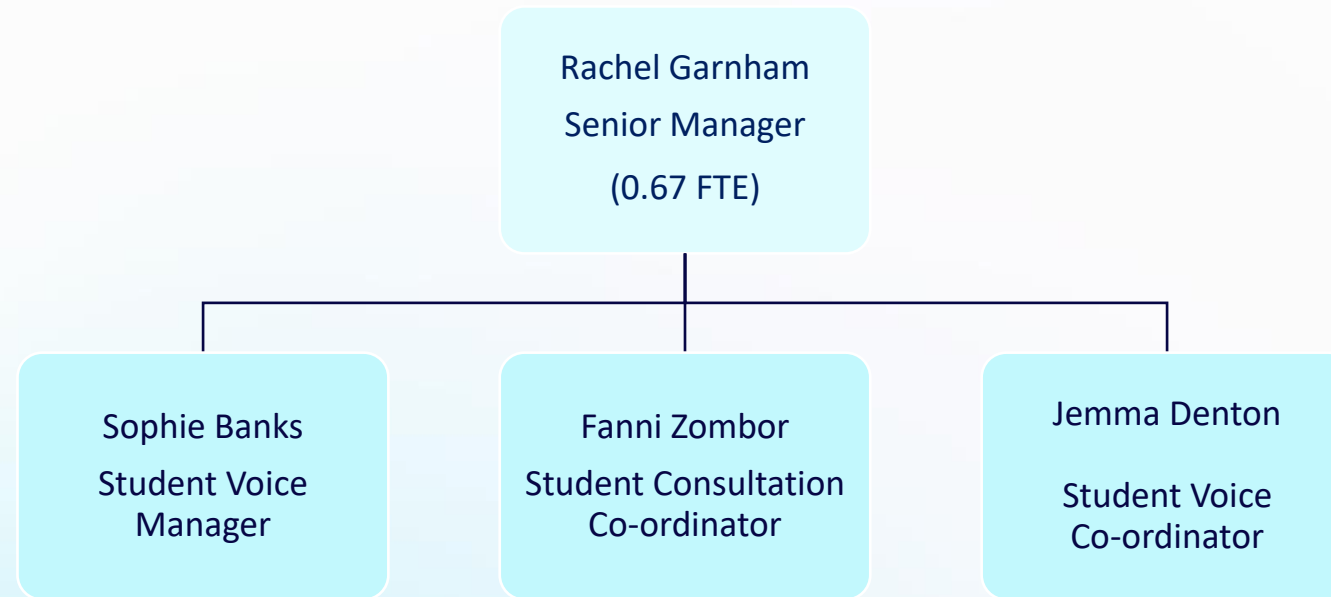 Rachel Garnham
Senior Manager
(0.67 FTE)
Sophie Banks
Student Voice
Manager
Fanni Zombor
Student Consultation
Co-ordinator
Jemma Denton
Student Voice
Co-ordinator